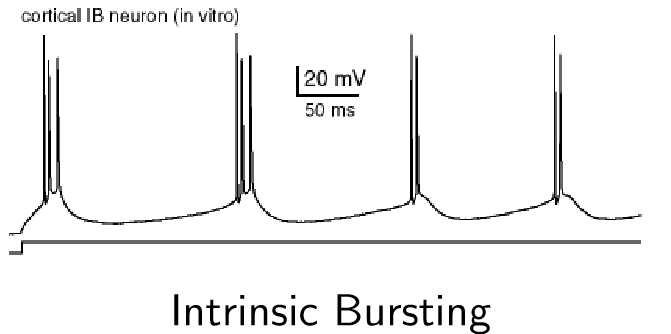 cortical IB neuron (in vitro)
20 mV
50 ms
Intrinsic Bursting